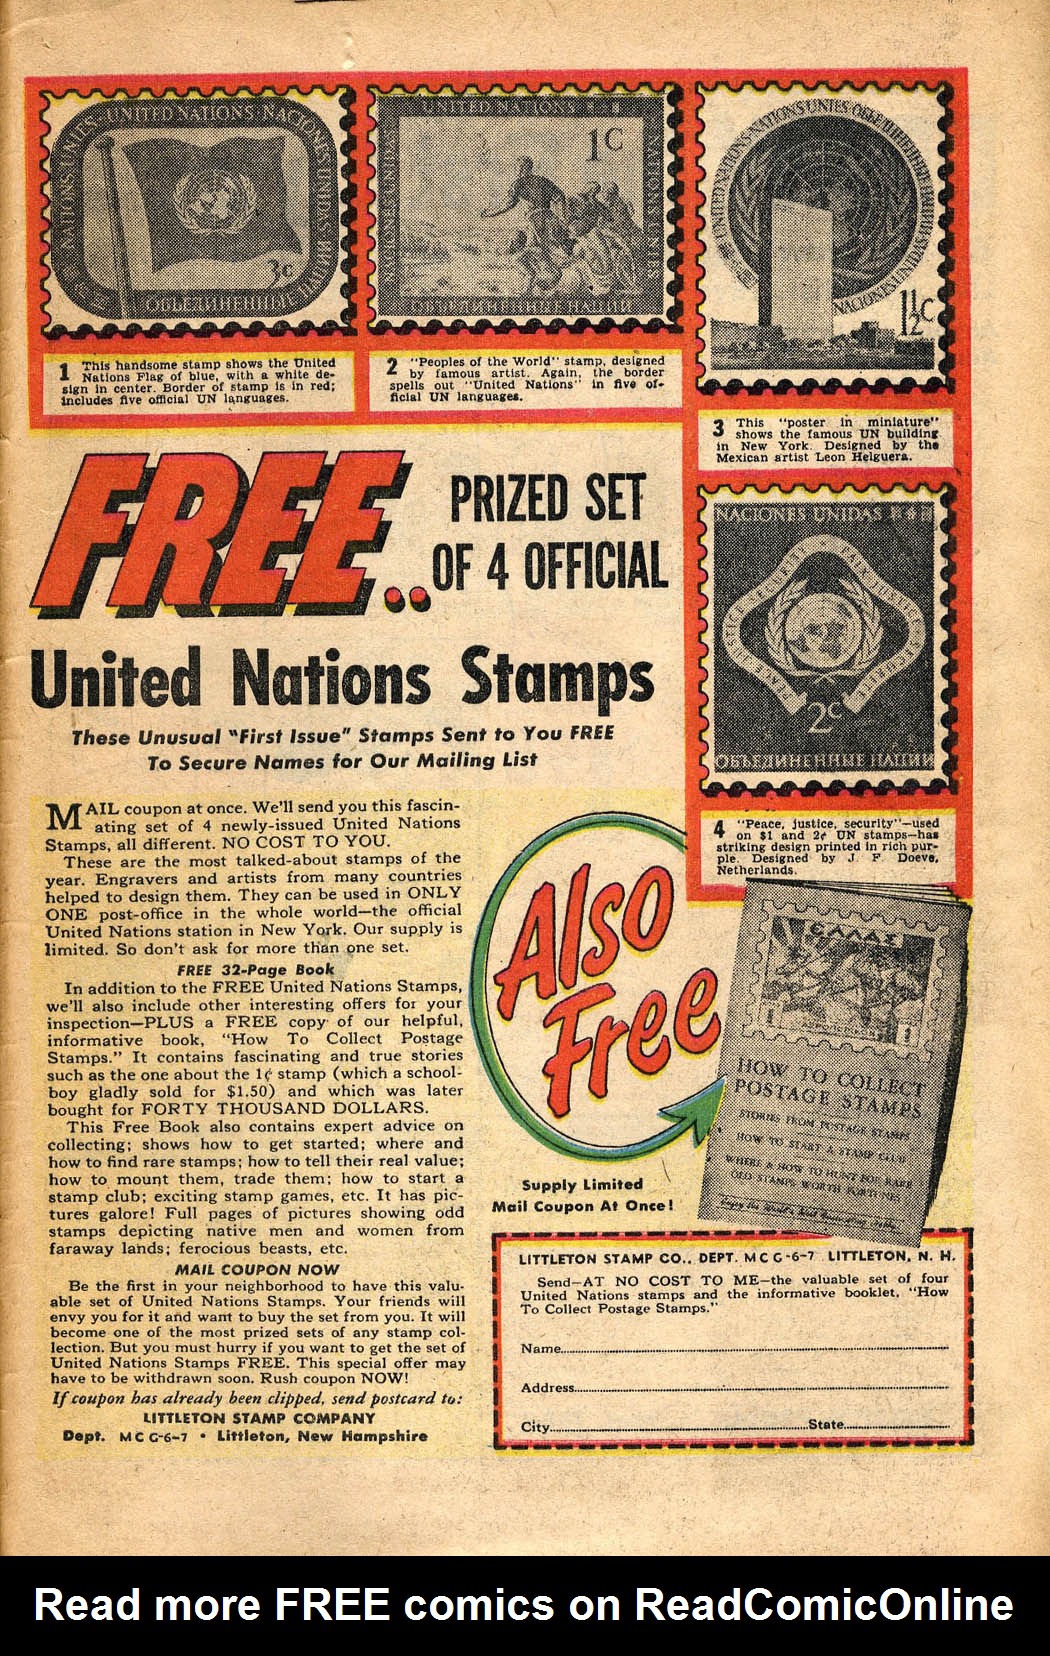 UNITED NATIONS · NACIONES UNIDAS
NATIONS UNIES
ОБЪЕДИНЕННЫЕ НАЦИИ
3c
UNITED NATIONS
1c
NACIONES UNIDAS
NATIONS UNIES
UNITED NATIONS · NATIONS UNIES
NACIONES UNIDAS
1½c
1 This handsome stamp shows the United
Nations Flag of blue, with a white de-
sign in center. Border of stamp is in red;
includes five official UN languages.
2 "Peoples of the World" stamp, designed
by famous artist. Again, the border
spells out "United Nations" in five of-
ficial UN languages.
3 This "poster in miniature"
shows the famous UN building
in New York. Designed by the
Mexican artist Leon Helguera.
FREE..
PRIZED SET
OF 4 OFFICIAL
United Nations Stamps
These Unusual "First Issue" Stamps Sent to You FREE
To Secure Names for Our Mailing List
NACIONES UNIDAS
2c
ОБЪЕДИНЕННЫЕ НАЦИИ
4 "Peace, justice, security"—used
on $1 and 2¢ UN stamps—has
striking design printed in rich pur-
ple. Designed by J. F. Doeve,
Netherlands.
MAIL coupon at once. We'll send you this fascin-
ating set of 4 newly-issued United Nations
Stamps, all different. NO COST TO YOU.
These are the most talked-about stamps of the
year. Engravers and artists from many countries
helped to design them. They can be used in ONLY
ONE post-office in the whole world—the official
United Nations station in New York. Our supply is
limited. So don't ask for more than one set.
FREE 32-Page Book
In addition to the FREE United Nations Stamps,
we'll also include other interesting offers for your
inspection—PLUS a FREE copy of our helpful,
informative book, "How To Collect Postage
Stamps." It contains fascinating and true stories
such as the one about the 1¢ stamp (which a school-
boy gladly sold for $1.50) and which was later
bought for FORTY THOUSAND DOLLARS.
This Free Book also contains expert advice on
collecting; shows how to get started; where and
how to find rare stamps; how to tell their real value;
how to mount them, trade them; how to start a
stamp club; exciting stamp games, etc. It has pic-
tures galore! Full pages of pictures showing odd
stamps depicting native men and women from
faraway lands; ferocious beasts, etc.
MAIL COUPON NOW
Be the first in your neighborhood to have this valu-
able set of United Nations Stamps. Your friends will
envy you for it and want to buy the set from you. It will
become one of the most prized sets of any stamp col-
lection. But you must hurry if you want to get the set of
United Nations Stamps FREE. This special offer may
have to be withdrawn soon. Rush coupon NOW!
If coupon has already been clipped, send postcard to:
LITTLETON STAMP COMPANY
Dept. MCG-6-7 • Littleton, New Hampshire
Also
Free
ΕΛΛΑΣ
HOW TO COLLECT
POSTAGE STAMPS
STORIES FROM POSTAGE STAMPS
HOW TO START A STAMP CLUB
WHERE & HOW TO HUNT FOR RARE
OLD STAMPS WORTH FORTUNES
Supply Limited
Mail Coupon At Once!
LITTLETON STAMP CO., DEPT. MCG-6-7 LITTLETON, N. H.
Send—AT NO COST TO ME—the valuable set of four
United Nations stamps and the informative booklet, "How
To Collect Postage Stamps."
Name
Address
City State
Read more FREE comics on ReadComicOnline